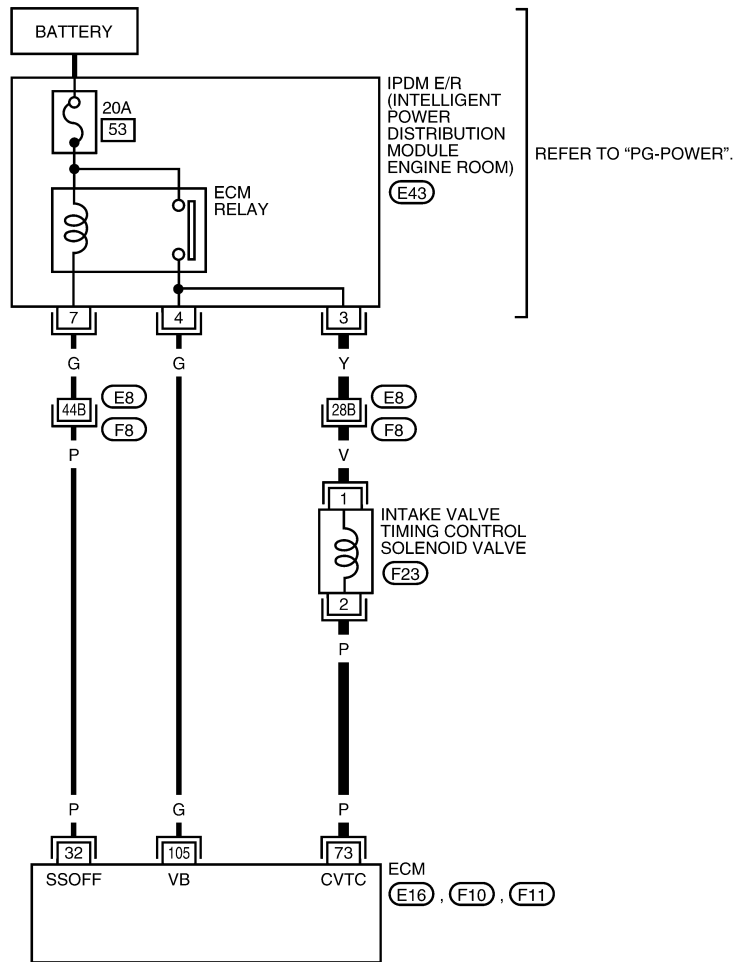 BATTERY
20A
53
IPDM E/R
(INTELLIGENT
POWER
DISTRIBUTION
MODULE
ENGINE ROOM)
E43
REFER TO “PG-POWER”.
ECM
RELAY
7
4
3
G
G
Y
44B
E8
F8
28B
E8
F8
P
V
1
INTAKE VALVE
TIMING CONTROL
SOLENOID VALVE
F23
2
P
P
G
P
32
105
73
SSOFF
VB
CVTC
ECM
E16 , F10 , F11